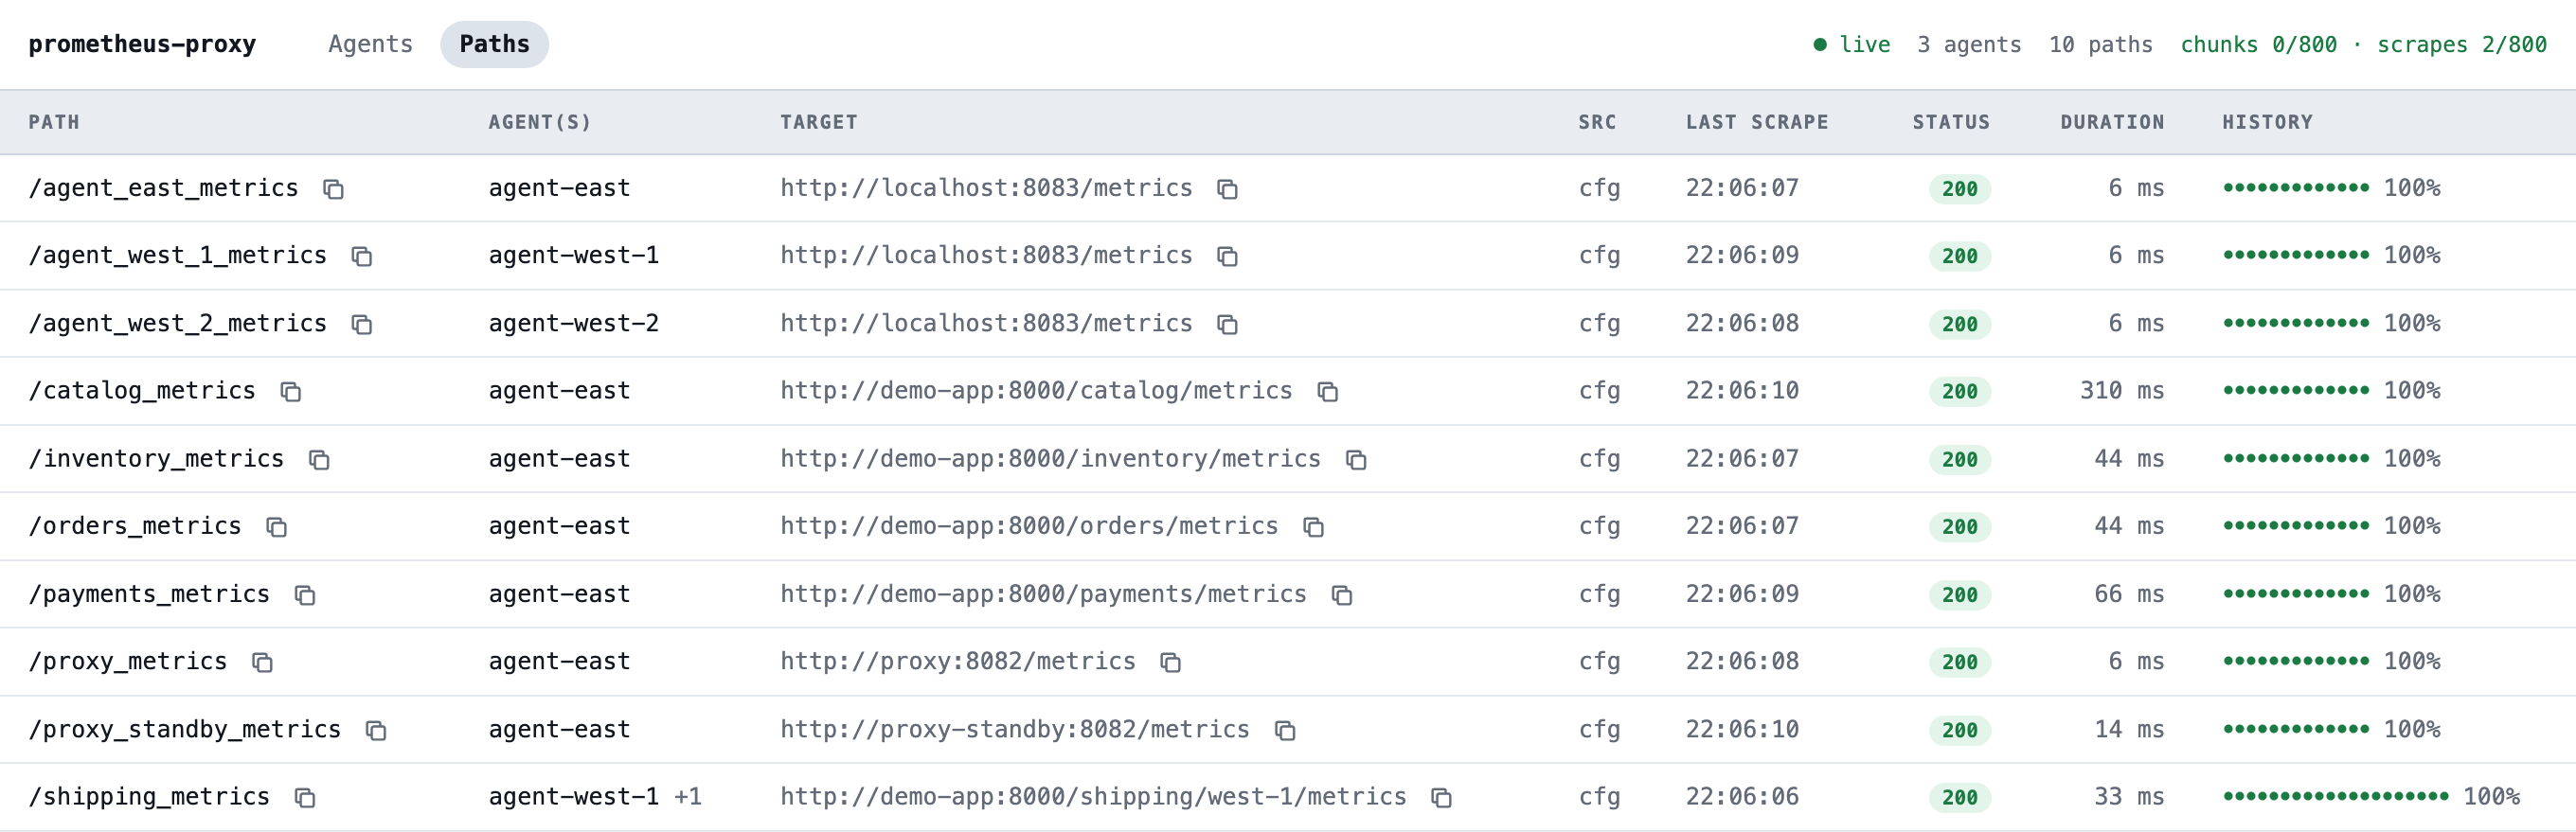 prometheus-proxy Agents Paths ● live 3 agents 10 paths chunks 0/800 · scrapes 2/800
PATH AGENT(S) TARGET SRC LAST SCRAPE STATUS DURATION HISTORY
/agent_east_metrics agent-east http://localhost:8083/metrics cfg 22:06:07 200 6 ms 100%
/agent_west_1_metrics agent-west-1 http://localhost:8083/metrics cfg 22:06:09 200 6 ms 100%
/agent_west_2_metrics agent-west-2 http://localhost:8083/metrics cfg 22:06:08 200 6 ms 100%
/catalog_metrics agent-east http://demo-app:8000/catalog/metrics cfg 22:06:10 200 310 ms 100%
/inventory_metrics agent-east http://demo-app:8000/inventory/metrics cfg 22:06:07 200 44 ms 100%
/orders_metrics agent-east http://demo-app:8000/orders/metrics cfg 22:06:07 200 44 ms 100%
/payments_metrics agent-east http://demo-app:8000/payments/metrics cfg 22:06:09 200 66 ms 100%
/proxy_metrics agent-east http://proxy:8082/metrics cfg 22:06:08 200 6 ms 100%
/proxy_standby_metrics agent-east http://proxy-standby:8082/metrics cfg 22:06:10 200 14 ms 100%
/shipping_metrics agent-west-1 +1 http://demo-app:8000/shipping/west-1/metrics cfg 22:06:06 200 33 ms 100%